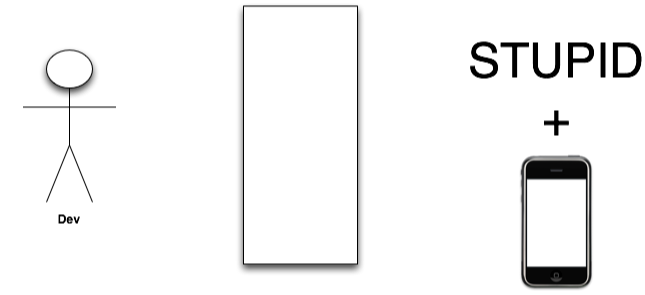 STUPID
+
Dev